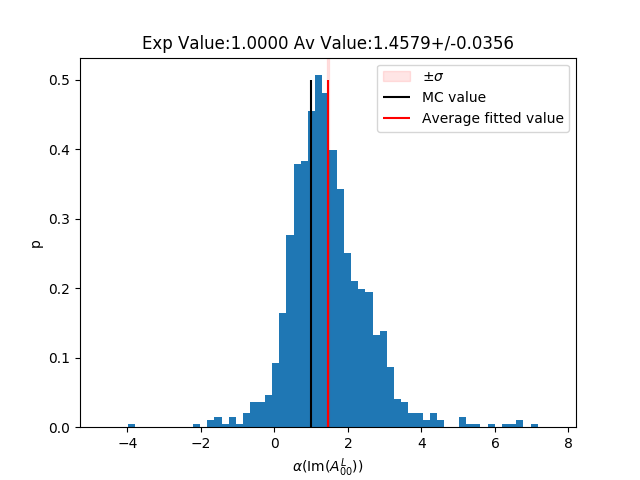 Exp Value:1.0000 Av Value:1.4579+/-0.0356
±σ
MC value
Average fitted value
p
0.5
0.4
0.3
0.2
0.1
0.0
−4 −2 0 2 4 6 8
α(Im(A^L_00))